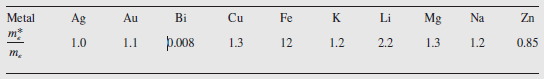 Metal Ag Au Bi Cu Fe K Li Mg Na Zn
m*ₑ/mₑ 1.0 1.1 0.008 1.3 12 1.2 2.2 1.3 1.2 0.85